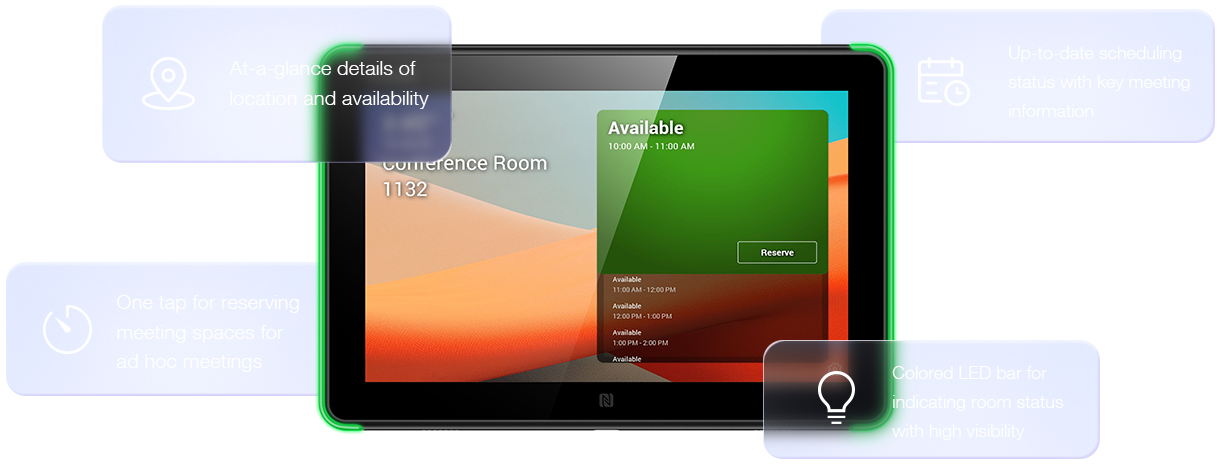 At-a-glance details of
location and availability
Up-to-date scheduling
status with key meeting
information
Conference Room
1132
Available
10:00 AM - 11:00 AM
Reserve
Available
11:00 AM - 12:00 PM
Available
12:00 PM - 1:00 PM
Available
1:00 PM - 2:00 PM
Available
One tap for reserving
meeting spaces for
ad hoc meetings
Colored LED bar for
indicating room status
with high visibility